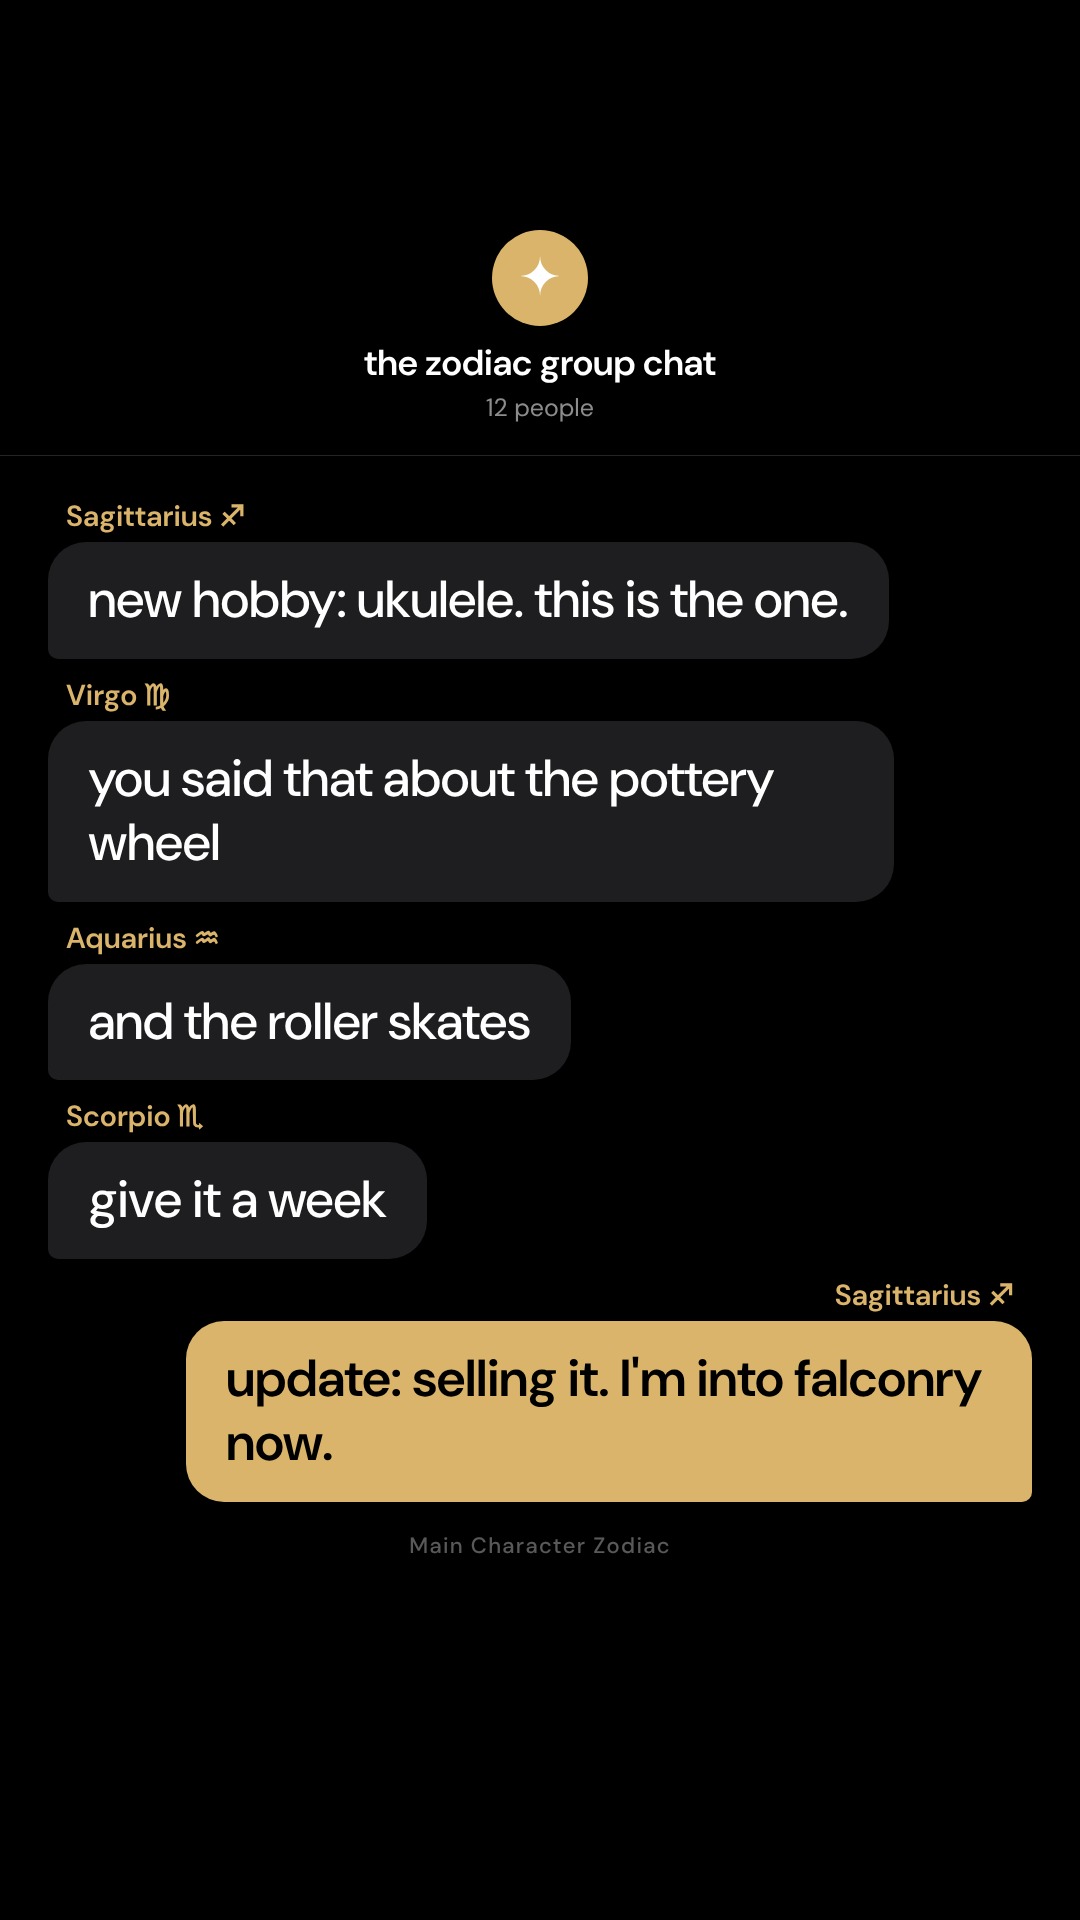 the zodiac group chat
12 people
Sagittarius ♐
new hobby: ukulele. this is the one.
Virgo ♍
you said that about the pottery
wheel
Aquarius ♒
and the roller skates
Scorpio ♏
give it a week
Sagittarius ♐
update: selling it. I'm into falconry
now.
Main Character Zodiac